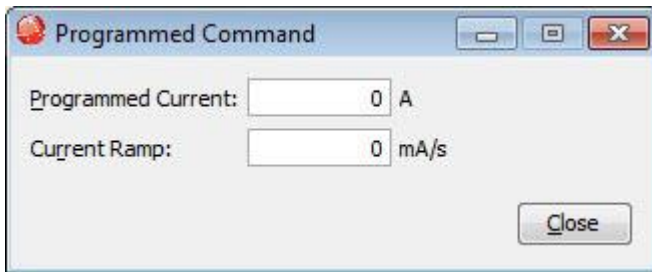 Programmed Command
Programmed Current: 0 A
Current Ramp: 0 mA/s
Close